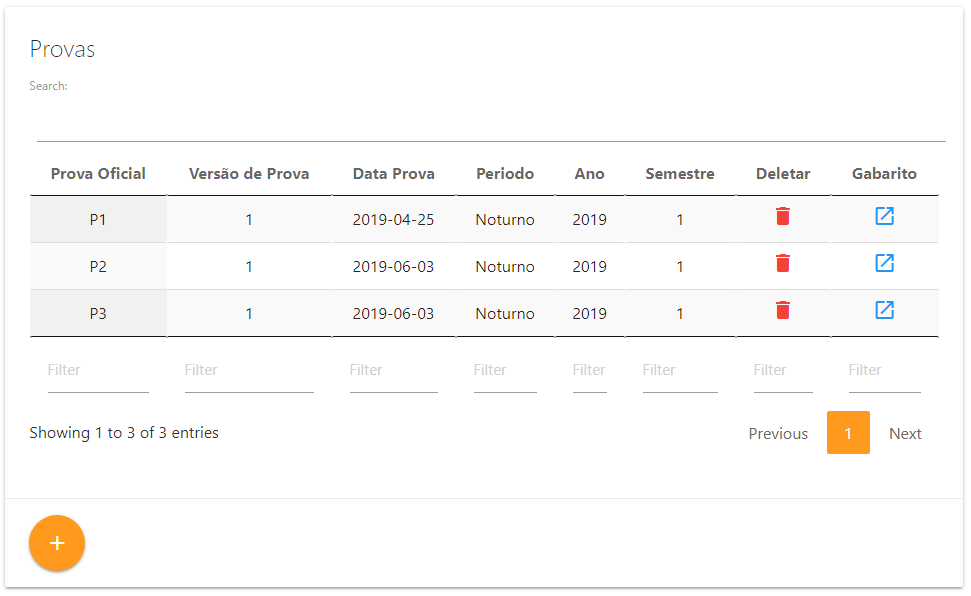 Provas
Search:
Prova Oficial Versão de Prova Data Prova Periodo Ano Semestre Deletar Gabarito
P1 1 2019-04-25 Noturno 2019 1
P2 1 2019-06-03 Noturno 2019 1
P3 1 2019-06-03 Noturno 2019 1
Filter Filter Filter Filter Filter Filter Filter Filter
Showing 1 to 3 of 3 entries Previous 1 Next
+